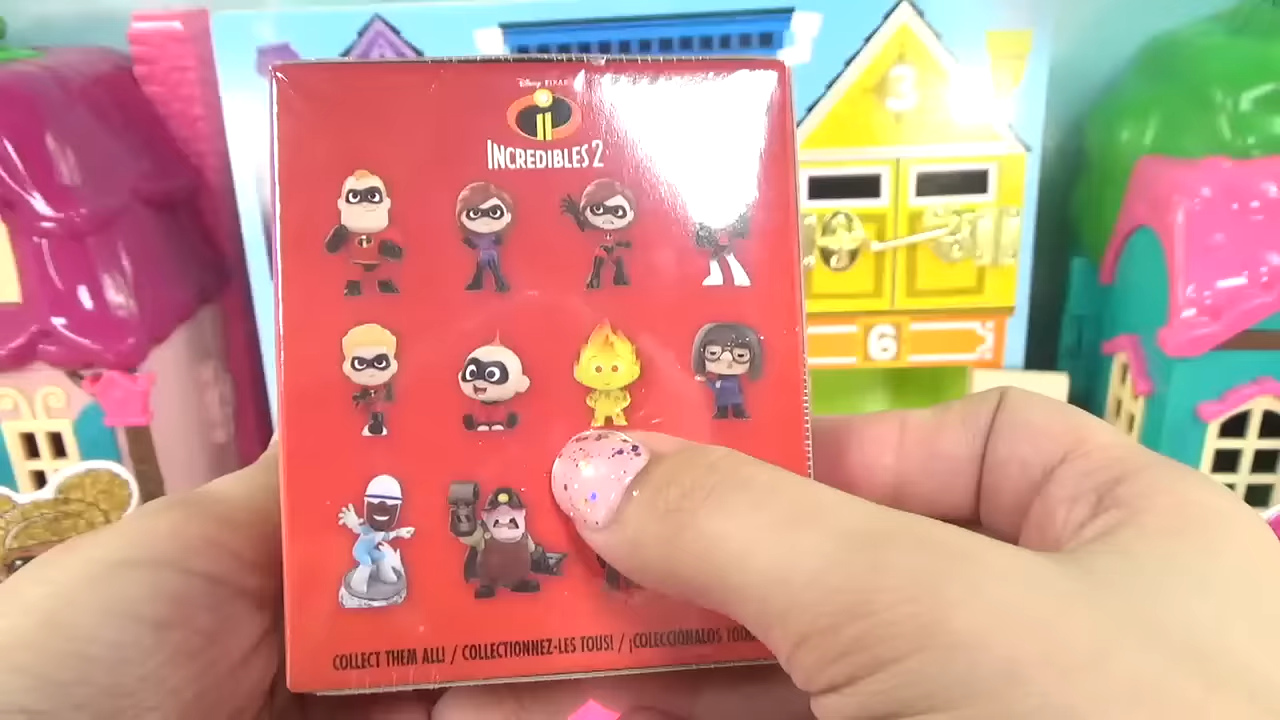 Disney PIXAR
INCREDIBLES 2
3
6
COLLECT THEM ALL! / COLLECTIONNEZ-LES TOUS! / ¡COLECCIÓNALOS